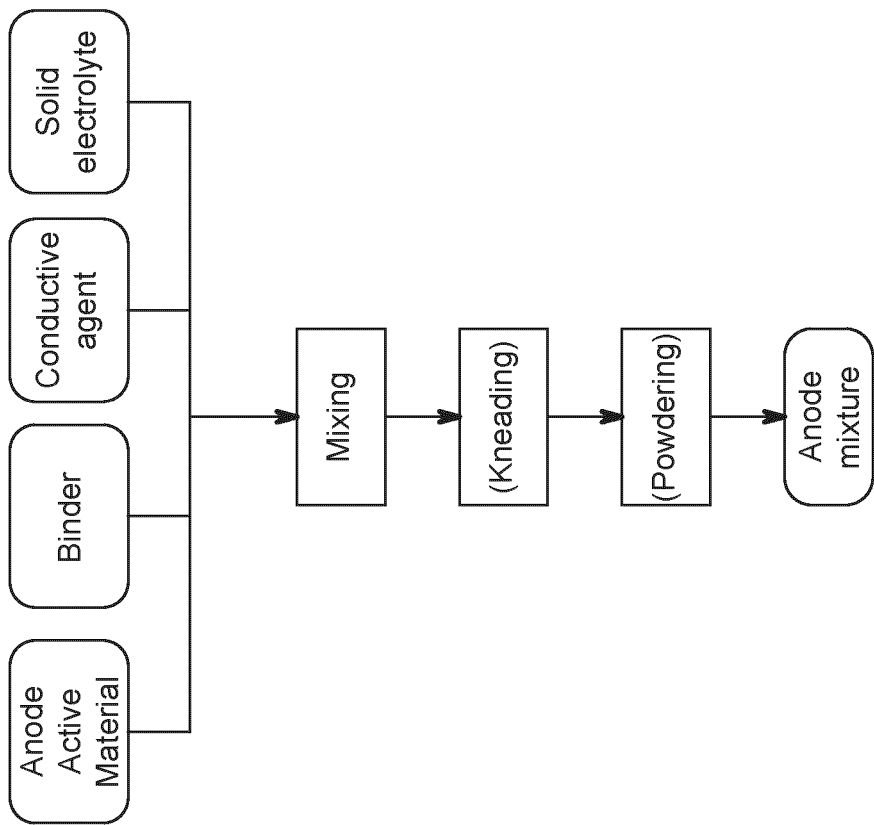 Anode
Active
Material
Binder
Conductive
agent
Solid
electrolyte
Mixing
(Kneading)
(Powdering)
Anode
mixture